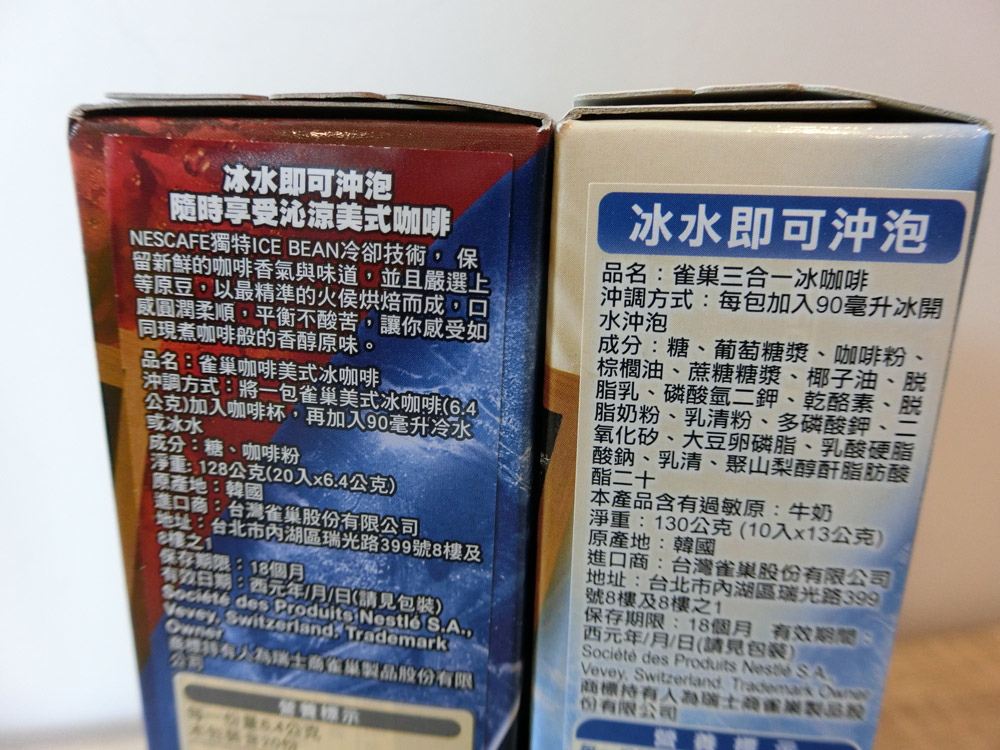 冰水即可沖泡
隨時享受沁涼美式咖啡
NESCAFE獨特ICE BEAN冷卻技術，保
留新鮮的咖啡香氣與味道，並且嚴選上
等原豆，以最精準的火侯烘焙而成，口
感圓潤柔順，平衡不酸苦，讓你感受如
同現煮咖啡般的香醇原味。
品名：雀巢咖啡美式冰咖啡
沖調方式：將一包雀巢美式冰咖啡(6.4
公克)加入咖啡杯，再加入90毫升冷水
或冰水
成分：糖、咖啡粉
淨重: 128公克(20入x6.4公克)
原產地：韓國
進口商：台灣雀巢股份有限公司
地址：台北市內湖區瑞光路399號8樓及
8樓之1
保存期限：18個月
有效日期：西元年/月/日(請見包裝)
Société des Produits Nestlé S.A.,
Vevey, Switzerland, Trademark
Owner
商標持有人為瑞士商雀巢製品股份有限
公司
營養標示
每一份量6.4公克
本包裝含20份
冰水即可沖泡
品名：雀巢三合一冰咖啡
沖調方式：每包加入90毫升冰開
水沖泡
成分：糖、葡萄糖漿、咖啡粉、
棕櫚油、蔗糖糖漿、椰子油、脫
脂乳、磷酸氫二鉀、乾酪素、脫
脂奶粉、乳清粉、多磷酸鉀、二
氧化矽、大豆卵磷脂、乳酸硬脂
酸鈉、乳清、聚山梨醇酐脂肪酸
酯二十
本產品含有過敏原：牛奶
淨重：130公克 (10入x13公克)
原產地：韓國
進口商：台灣雀巢股份有限公司
地址：台北市內湖區瑞光路399
號8樓及8樓之1
保存期限：18個月 有效期間：
西元年/月/日(請見包裝)
Société des Produits Nestlé S.A.,
Vevey, Switzerland, Trademark Owner
商標持有人為瑞士商雀巢製品股
份有限公司
營養標示